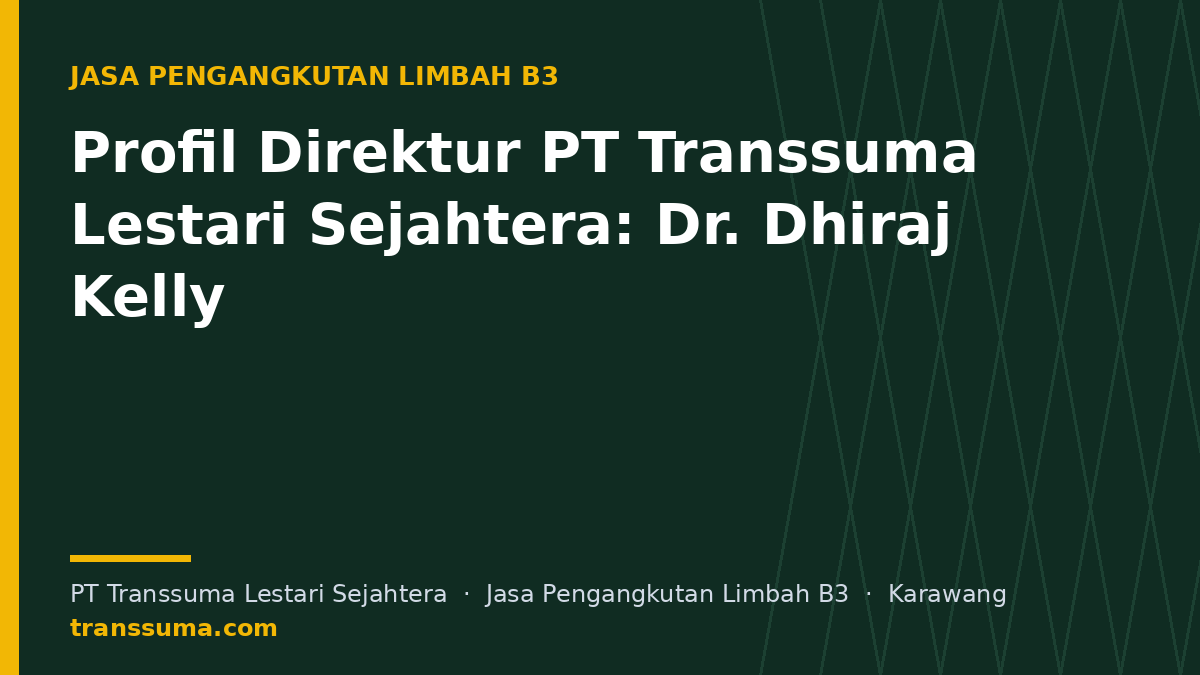 JASA PENGANGKUTAN LIMBAH B3
Profil Direktur PT Transsuma
Lestari Sejahtera: Dr. Dhiraj
Kelly
PT Transsuma Lestari Sejahtera · Jasa Pengangkutan Limbah B3 · Karawang
transsuma.com